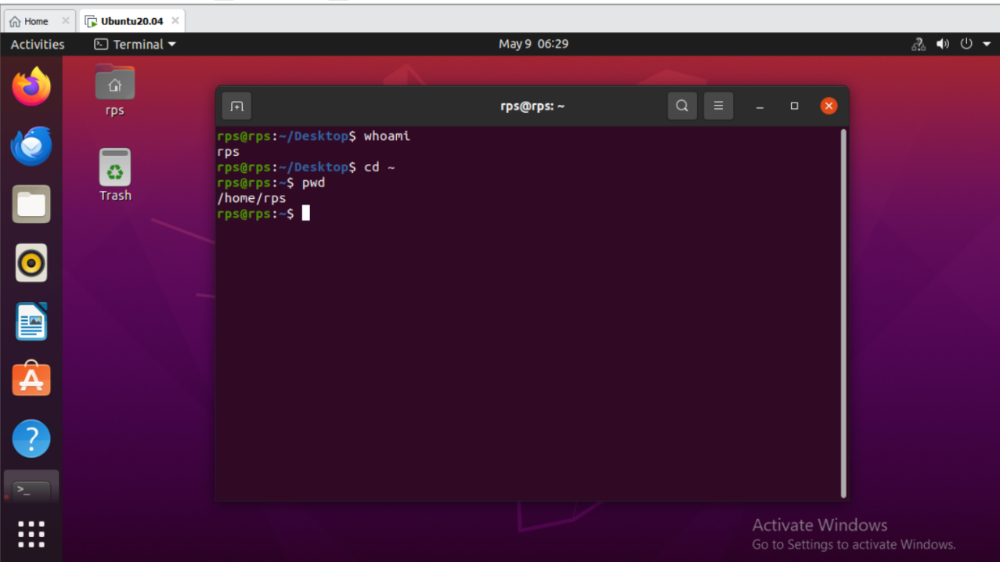 Home
Ubuntu20.04
Activities
Terminal
May 9 06:29
rps
Trash
rps@rps: ~
rps@rps:~/Desktop$ whoami
rps
rps@rps:~/Desktop$ cd ~
rps@rps:~$ pwd
/home/rps
rps@rps:~$
Activate Windows
Go to Settings to activate Windows.